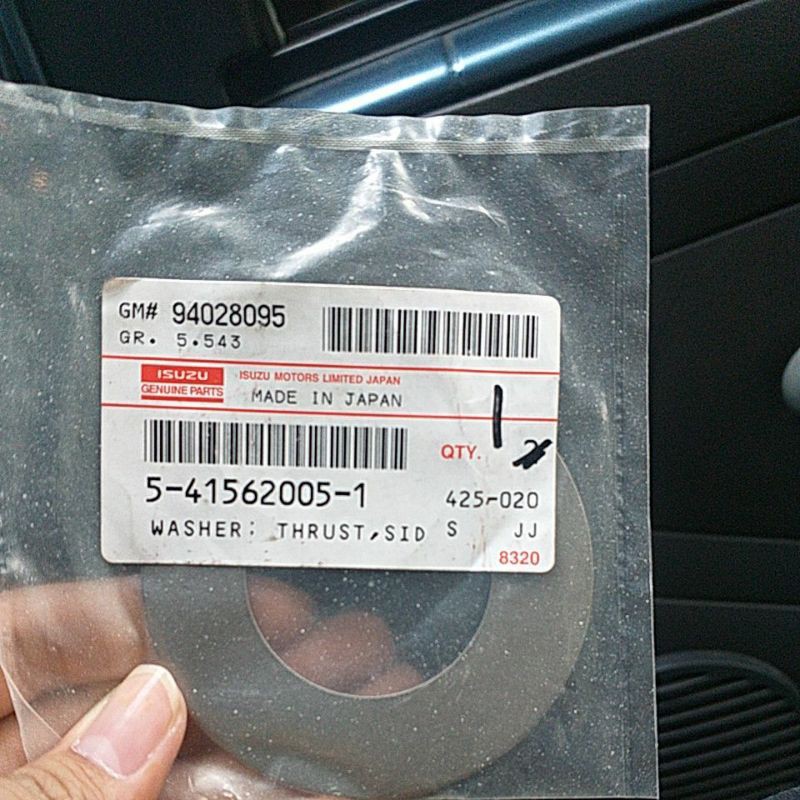 GM# 94028095
GR. 5.543
ISUZU
GENUINE PARTS
ISUZU MOTORS LIMITED JAPAN
MADE IN JAPAN
1
QTY. 2
5-41562005-1
425-020
WASHER; THRUST,SID S JJ
8320